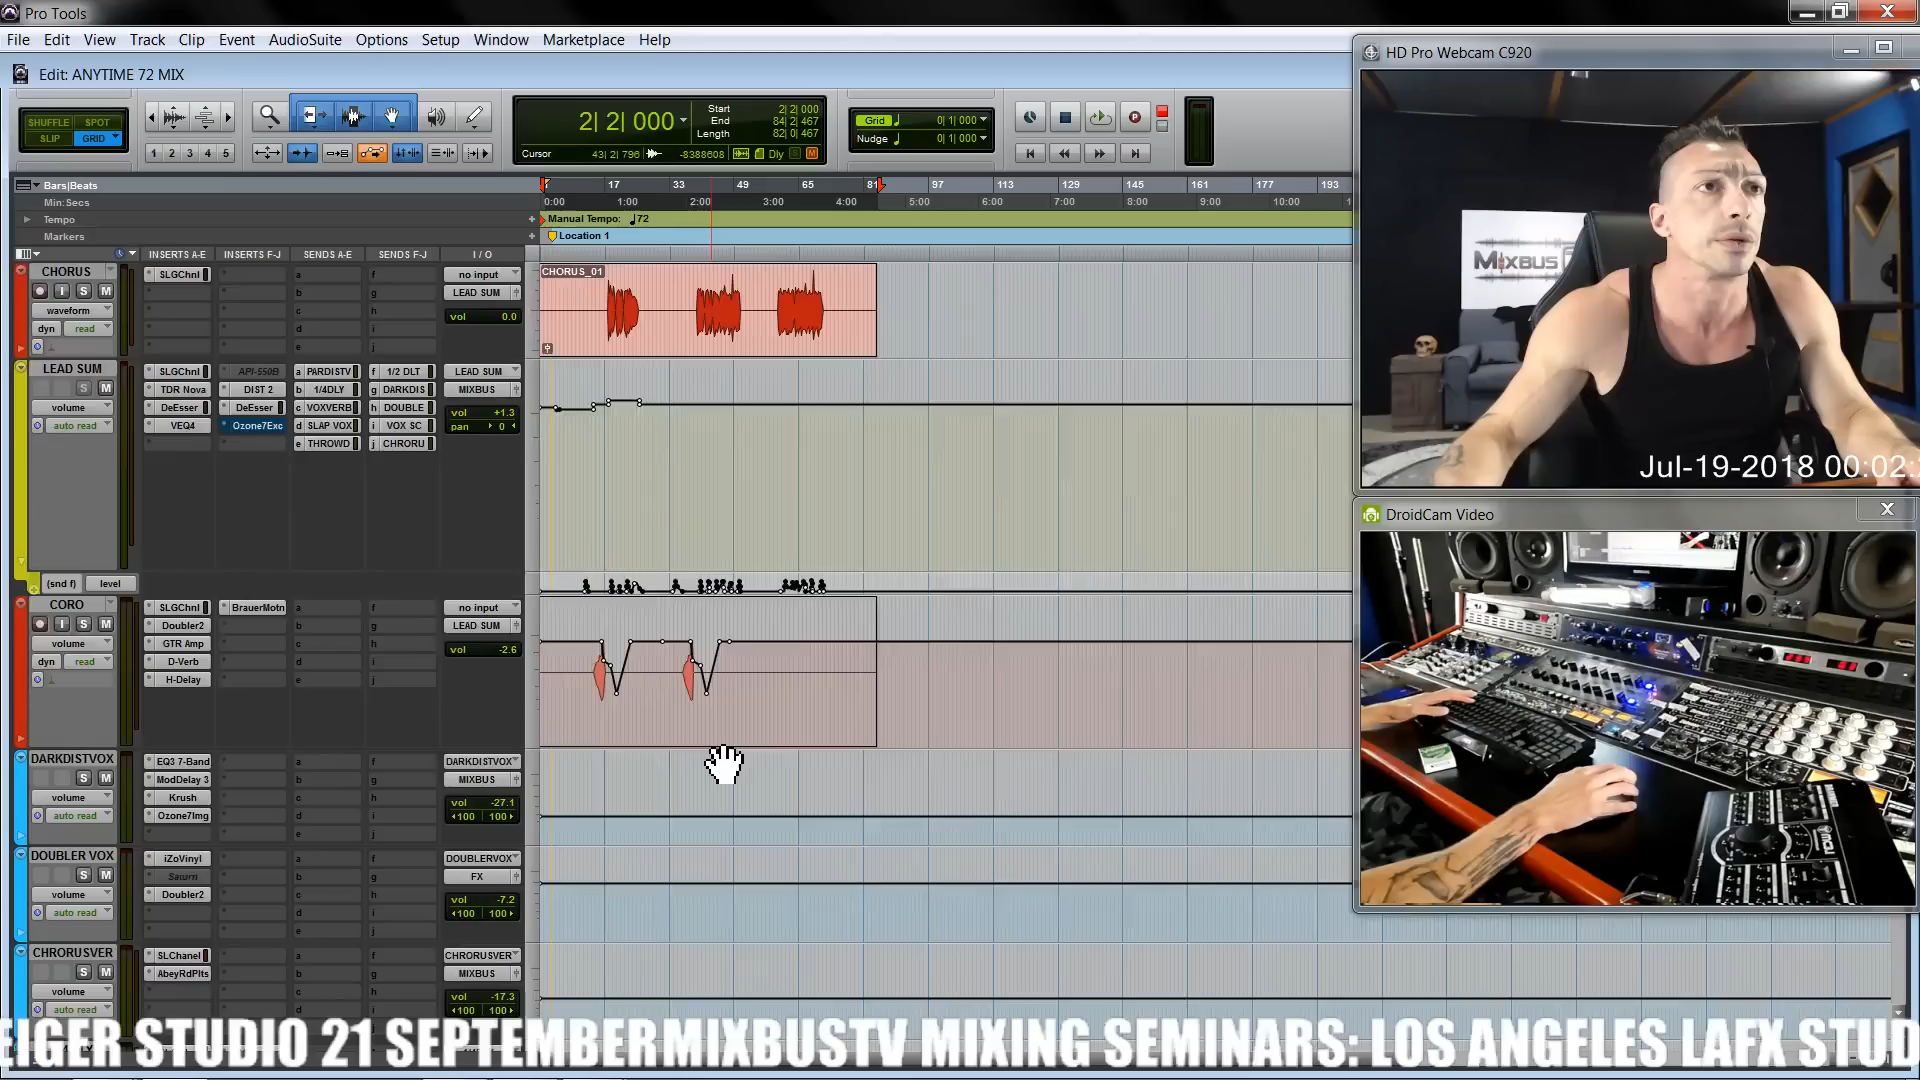 Pro Tools
File Edit View Track Clip Event AudioSuite Options Setup Window Marketplace Help
Edit: ANYTIME 72 MIX
HD Pro Webcam C920
SHUFFLE SPOT
SLIP GRID
1 2 3 4 5
2| 2| 000
Start 2| 2| 000
End 84| 2| 467
Length 82| 0| 467
Cursor 43| 2| 796 -8388608 Dly S M
Grid 0| 1| 000
Nudge 0| 1| 000
Bars|Beats 17 33 49 65 81 97 113 129 145 161 177 193
Min:Secs 0:00 1:00 2:00 3:00 4:00 5:00 6:00 7:00 8:00 9:00 10:00
Tempo Manual Tempo: 72
Markers Location 1
INSERTS A-E INSERTS F-J SENDS A-E SENDS F-J I / O
CHORUS SLGChnl a f no input CHORUS_01
I S M b g LEAD SUM
waveform c h vol 0.0
dyn read d i
e j
LEAD SUM SLGChnl API-550B a PARDISTV f 1/2 DLT LEAD SUM
S M TDR Nova DIST 2 b 1/4DLY g DARKDIS MIXBUS
volume DeEsser DeEsser c VOXVERB h DOUBLE vol +1.3
auto read VEQ4 Ozone7Exc d SLAP VOX i VOX SC pan 0
e THROWD j CHRORU
(snd f) level
CORO SLGChnl BrauerMotn a f no input
I S M Doubler2 b g LEAD SUM
volume GTR Amp c h vol -2.6
dyn read D-Verb d i
H-Delay e j
DARKDISTVOX EQ3 7-Band a f DARKDISTVOX
S M ModDelay 3 b g MIXBUS
volume Krush c h vol -27.1
auto read Ozone7Img d i 100 100
e j
DOUBLER VOX iZoVinyl a f DOUBLERVOX
S M Saturn b g FX
volume Doubler2 c h vol -7.2
auto read d i 100 100
e j
CHRORUSVER SLChanel a f CHRORUSVER
S M AbeyRdPlts b g MIXBUS
volume c h vol -17.3
auto read d i 100 100
MIXBUS
Jul-19-2018 00:02:
DroidCam Video
EIGER STUDIO 21 SEPTEMBERMIXBUSTV MIXING SEMINARS: LOS ANGELES LAFX STUD